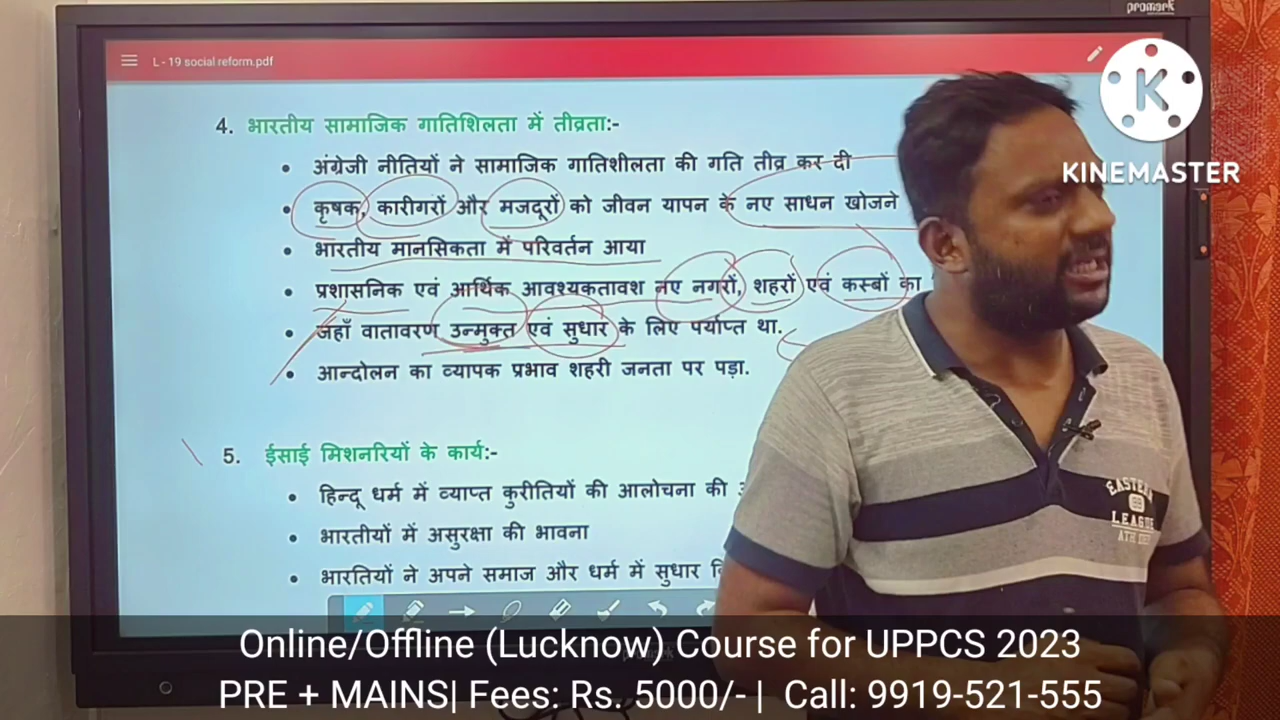 promark
L - 19 social reform.pdf
4. भारतीय सामाजिक गातिशिलता में तीव्रता:-
• अंग्रेजी नीतियों ने सामाजिक गातिशीलता की गति तीव्र कर दी
• कृषक, कारीगरों और मजदूरों को जीवन यापन के नए साधन खोजने
• भारतीय मानसिकता में परिवर्तन आया
• प्रशासनिक एवं आर्थिक आवश्यकतावश नए नगरों, शहरों एवं कस्बों का
• जहाँ वातावरण उन्मुक्त एवं सुधार के लिए पर्याप्त था.
• आन्दोलन का व्यापक प्रभाव शहरी जनता पर पड़ा.
5. ईसाई मिशनरियों के कार्य:-
• हिन्दू धर्म में व्याप्त कुरीतियों की आलोचना की
• भारतीयों में असुरक्षा की भावना
• भारतियों ने अपने समाज और धर्म में सुधार
K
KINEMASTER
EASTERN
LEAGUE
Online/Offline (Lucknow) Course for UPPCS 2023
PRE + MAINS| Fees: Rs. 5000/- | Call: 9919-521-555